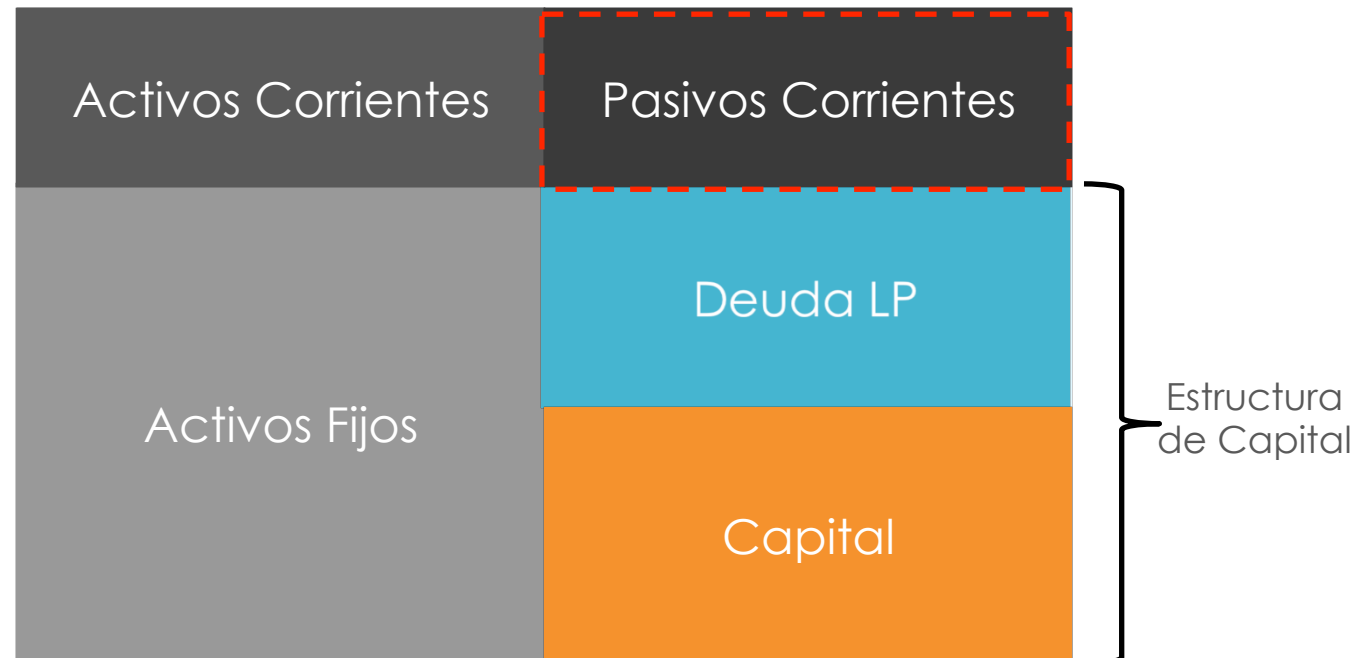 Activos Corrientes
Pasivos Corrientes
Deuda LP
Activos Fijos
Capital
Estructura
de Capital